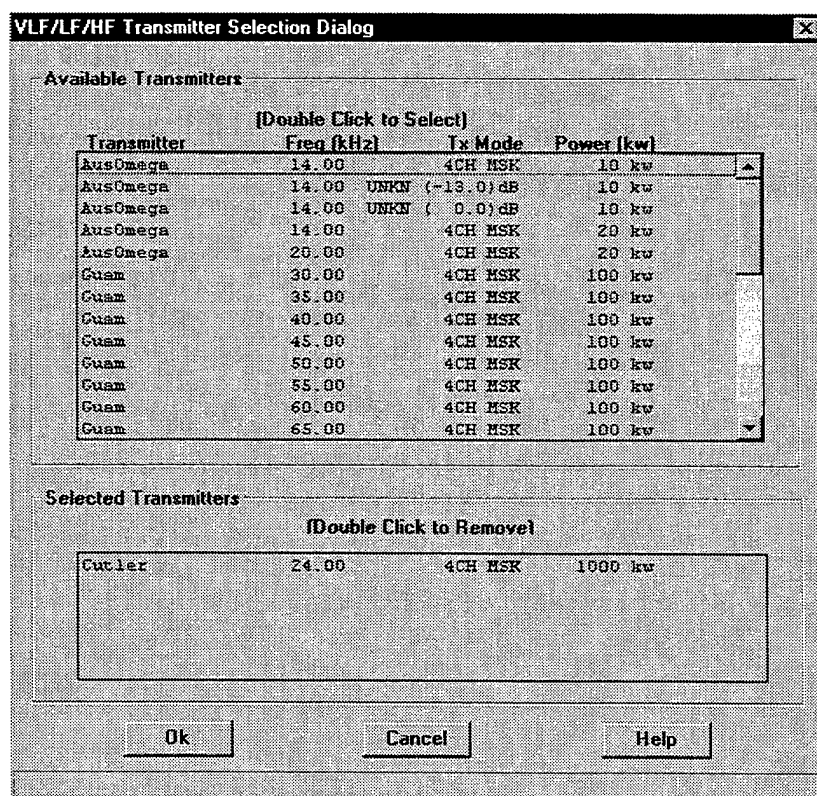 VLF/LF/HF Transmitter Selection Dialog
Available Transmitters
(Double Click to Select)
Transmitter Freq (kHz) Tx Mode Power (kw)
AusOmega 14.00 4CH MSK 10 kw
AusOmega 14.00 UNKN (-13.0)dB 10 kw
AusOmega 14.00 UNKN ( 0.0)dB 10 kw
AusOmega 14.00 4CH MSK 20 kw
AusOmega 20.00 4CH MSK 20 kw
Guam 30.00 4CH MSK 100 kw
Guam 35.00 4CH MSK 100 kw
Guam 40.00 4CH MSK 100 kw
Guam 45.00 4CH MSK 100 kw
Guam 50.00 4CH MSK 100 kw
Guam 55.00 4CH MSK 100 kw
Guam 60.00 4CH MSK 100 kw
Guam 65.00 4CH MSK 100 kw
Selected Transmitters
(Double Click to Remove)
Cutler 24.00 4CH MSK 1000 kw
Ok Cancel Help